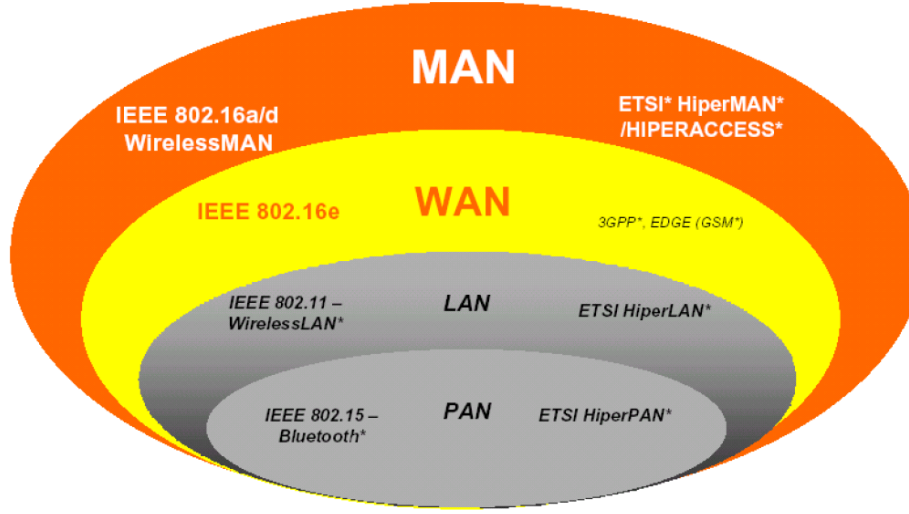 MAN
IEEE 802.16a/d
WirelessMAN
ETSI* HiperMAN*
/HIPERACCESS*
IEEE 802.16e
WAN
3GPP*, EDGE (GSM*)
IEEE 802.11 –
WirelessLAN*
LAN
ETSI HiperLAN*
IEEE 802.15 –
Bluetooth*
PAN
ETSI HiperPAN*